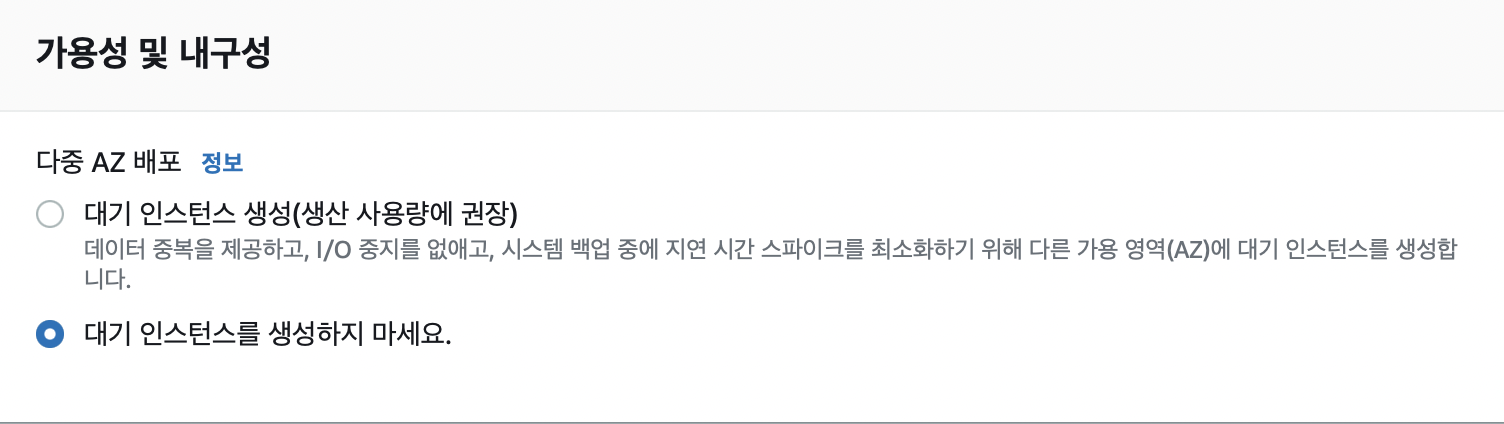 가용성 및 내구성
다중 AZ 배포 정보
대기 인스턴스 생성(생산 사용량에 권장)
데이터 중복을 제공하고, I/O 중지를 없애고, 시스템 백업 중에 지연 시간 스파이크를 최소화하기 위해 다른 가용 영역(AZ)에 대기 인스턴스를 생성합
니다.
대기 인스턴스를 생성하지 마세요.